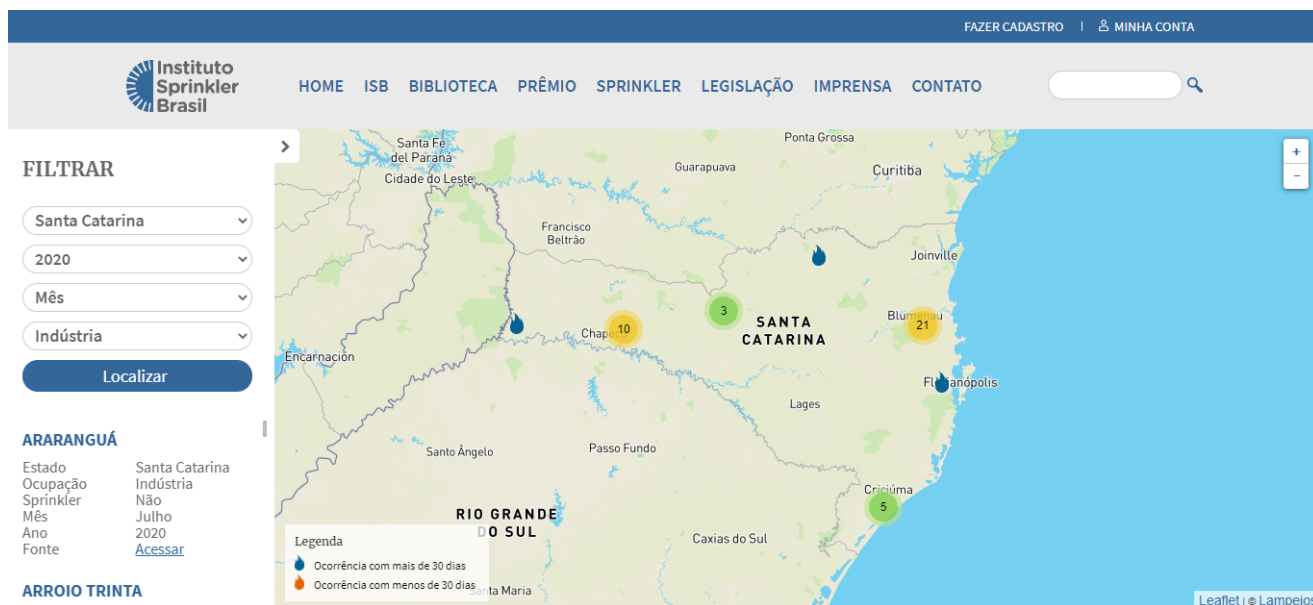 FAZER CADASTRO | MINHA CONTA
Instituto
Sprinkler
Brasil
HOME ISB BIBLIOTECA PRÊMIO SPRINKLER LEGISLAÇÃO IMPRENSA CONTATO
FILTRAR
Santa Catarina
2020
Mês
Indústria
Localizar
ARARANGUÁ
Estado Santa Catarina
Ocupação Indústria
Sprinkler Não
Mês Julho
Ano 2020
Fonte Acessar
ARROIO TRINTA
+
-
Ponta Grossa
Santa Fe
del Paraná
Guarapuava
Curitiba
Cidade do Leste
Francisco
Beltrão
Joinville
3
SANTA
CATARINA
Blumenau
21
10
Encarnación
Florianópolis
Lages
Santo Ângelo
Passo Fundo
Criciúma
5
RIO GRANDE
DO SUL
Caxias do Sul
Legenda
Ocorrência com mais de 30 dias
Ocorrência com menos de 30 dias
Santa Maria
Leaflet | © Lampejos